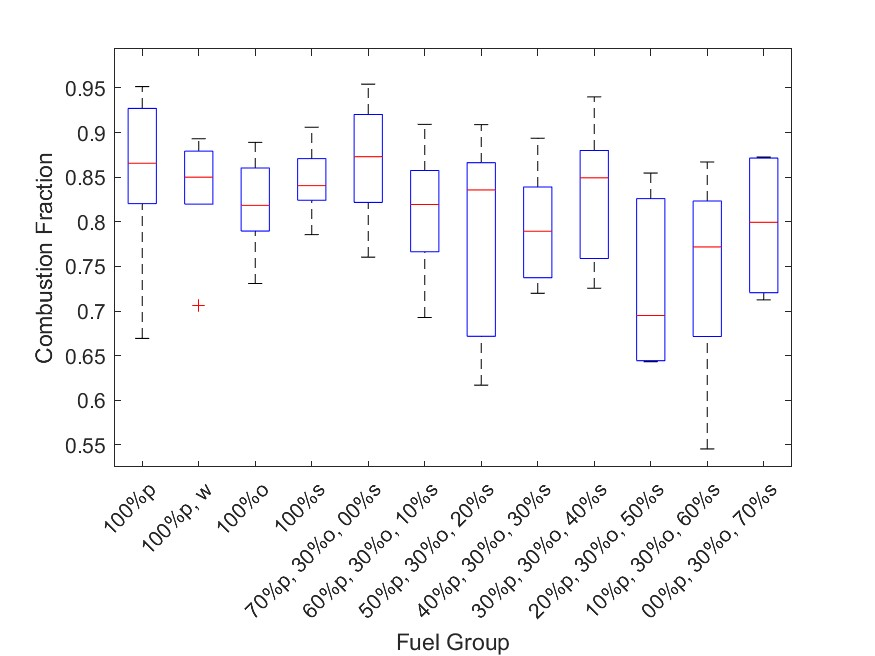 0.95
0.9
0.85
0.8
0.75
0.7
0.65
0.6
0.55
Combustion Fraction
100%p
100%p, w
100%o
100%s
70%p, 30%o, 00%s
60%p, 30%o, 10%s
50%p, 30%o, 20%s
40%p, 30%o, 30%s
30%p, 30%o, 40%s
20%p, 30%o, 50%s
10%p, 30%o, 60%s
00%p, 30%o, 70%s
Fuel Group